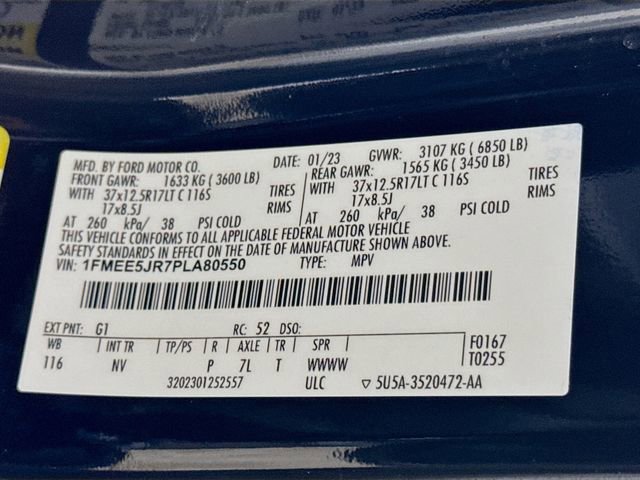 MFD. BY FORD MOTOR CO. DATE: 01/23 GVWR: 3107 KG (6850 LB)
FRONT GAWR: 1633 KG (3600 LB) REAR GAWR: 1565 KG (3450 LB)
WITH 37x12.5R17LT C 116S TIRES WITH 37x12.5R17LT C 116S TIRES
17x8.5J RIMS 17x8.5J RIMS
AT 260 kPa/ 38 PSI COLD AT 260 kPa/ 38 PSI COLD
THIS VEHICLE CONFORMS TO ALL APPLICABLE FEDERAL MOTOR VEHICLE
SAFETY STANDARDS IN EFFECT ON THE DATE OF MANUFACTURE SHOWN ABOVE.
VIN: 1FMEE5JR7PLA80550 TYPE: MPV
EXT PNT: G1 RC: 52 DSO:
WB INT TR TP/PS R AXLE TR SPR F0167
116 NV P 7L T WWWW T0255
3202301252557 ULC ▽ 5U5A-3520472-AA